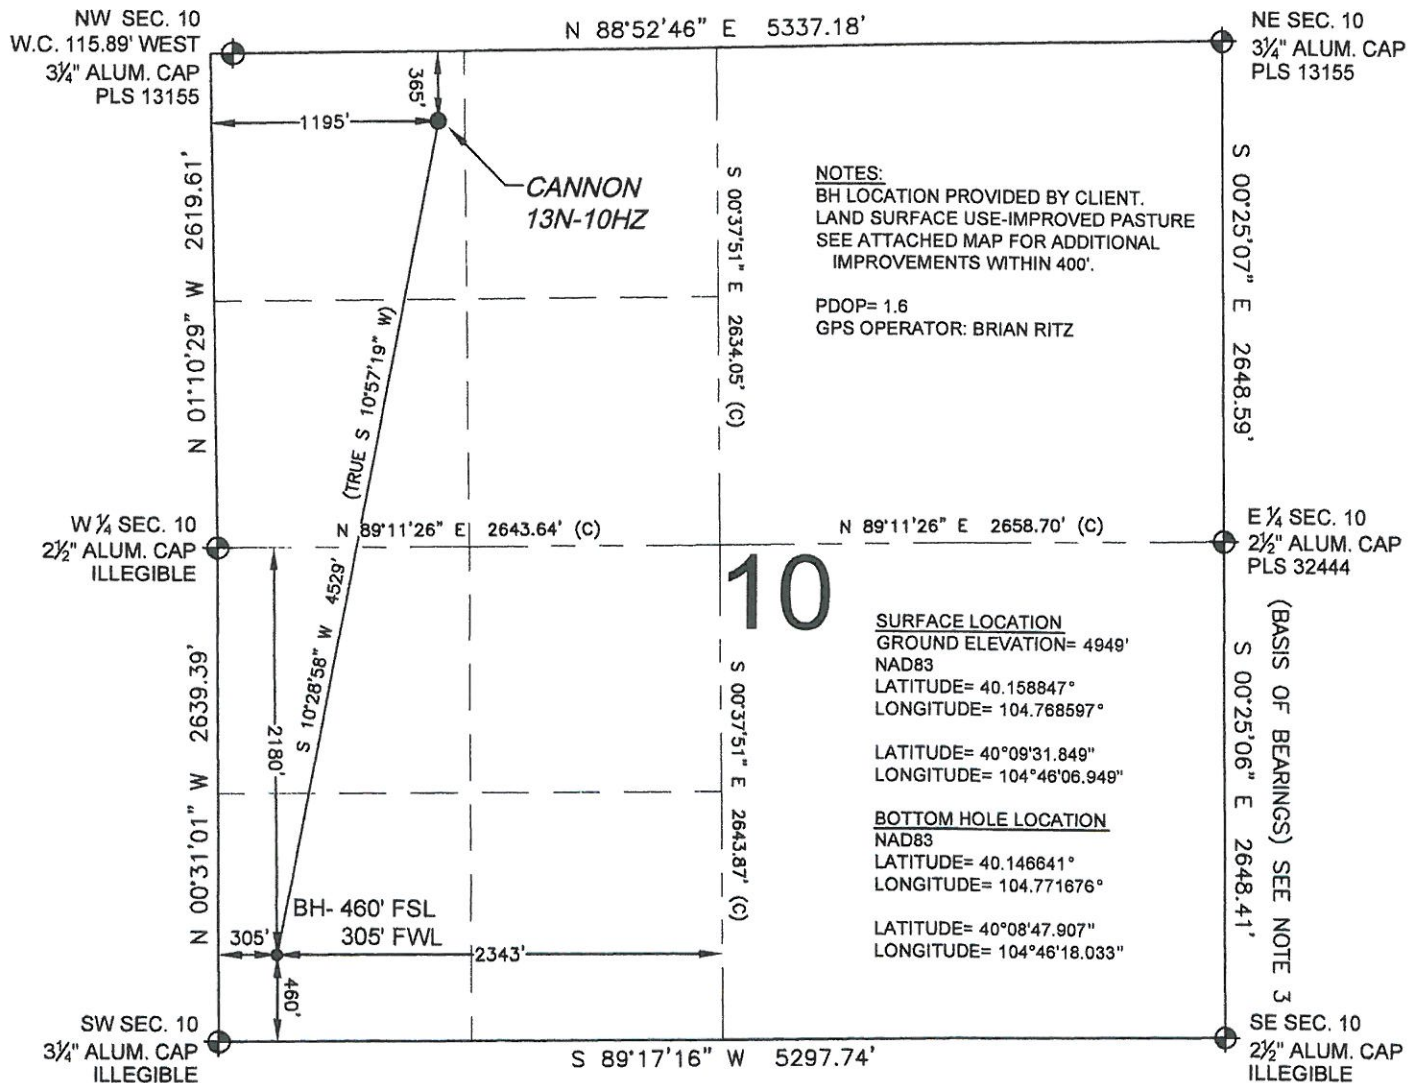 NW SEC. 10
W.C. 115.89' WEST
3¼" ALUM. CAP
PLS 13155
N 88°52'46" E 5337.18'
NE SEC. 10
3¼" ALUM. CAP
PLS 13155
365'
1195'
CANNON
13N-10HZ
N 01°10'29" W 2619.61'
S 00°37'51" E 2634.05' (C)
NOTES:
BH LOCATION PROVIDED BY CLIENT.
LAND SURFACE USE-IMPROVED PASTURE
SEE ATTACHED MAP FOR ADDITIONAL
IMPROVEMENTS WITHIN 400'.
PDOP= 1.6
GPS OPERATOR: BRIAN RITZ
S 00°25'07" E 2648.59'
(TRUE S 10°57'19" W)
S 10°28'58" W 4529'
W ¼ SEC. 10
2½" ALUM. CAP
ILLEGIBLE
N 89°11'26" E 2643.64' (C)
N 89°11'26" E 2658.70' (C)
E ¼ SEC. 10
2½" ALUM. CAP
PLS 32444
10
N 00°31'01" W 2639.39'
2180'
S 00°37'51" E 2643.87' (C)
SURFACE LOCATION
GROUND ELEVATION= 4949'
NAD83
LATITUDE= 40.158847°
LONGITUDE= 104.768597°
LATITUDE= 40°09'31.849"
LONGITUDE= 104°46'06.949"
BOTTOM HOLE LOCATION
NAD83
LATITUDE= 40.146641°
LONGITUDE= 104.771676°
LATITUDE= 40°08'47.907"
LONGITUDE= 104°46'18.033"
S 00°25'06" E 2648.41'
(BASIS OF BEARINGS) SEE NOTE 3
BH- 460' FSL
305' FWL
305'
2343'
460'
SW SEC. 10
3¼" ALUM. CAP
ILLEGIBLE
S 89°17'16" W 5297.74'
SE SEC. 10
2½" ALUM. CAP
ILLEGIBLE